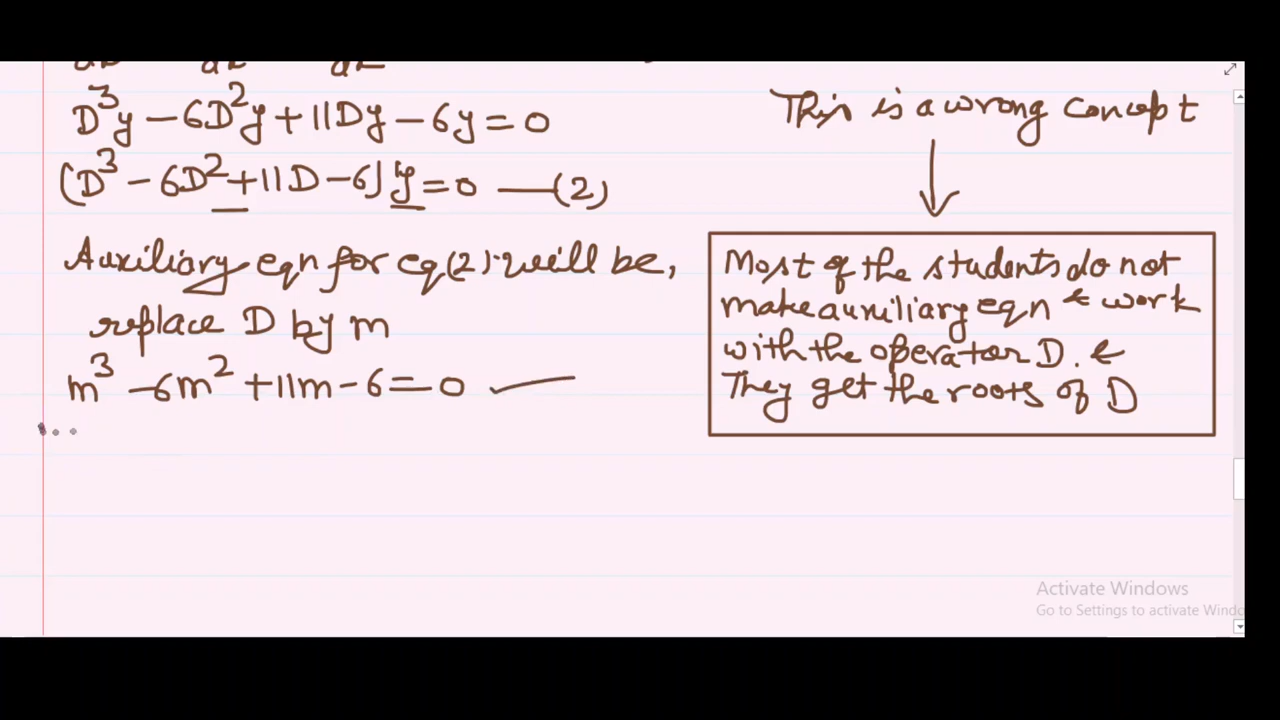 D³y − 6D²y + 11Dy − 6y = 0
(D³ − 6D² + 11D − 6) y = 0 —(2)
Auxiliary eqn for eq(2) will be,
replace D by m
m³ − 6m² + 11m − 6 = 0
This is a wrong concept
Most of the students do not
make auxiliary eqn & work
with the operator D. &
They get the roots of D
Activate Windows
Go to Settings to activate Windo